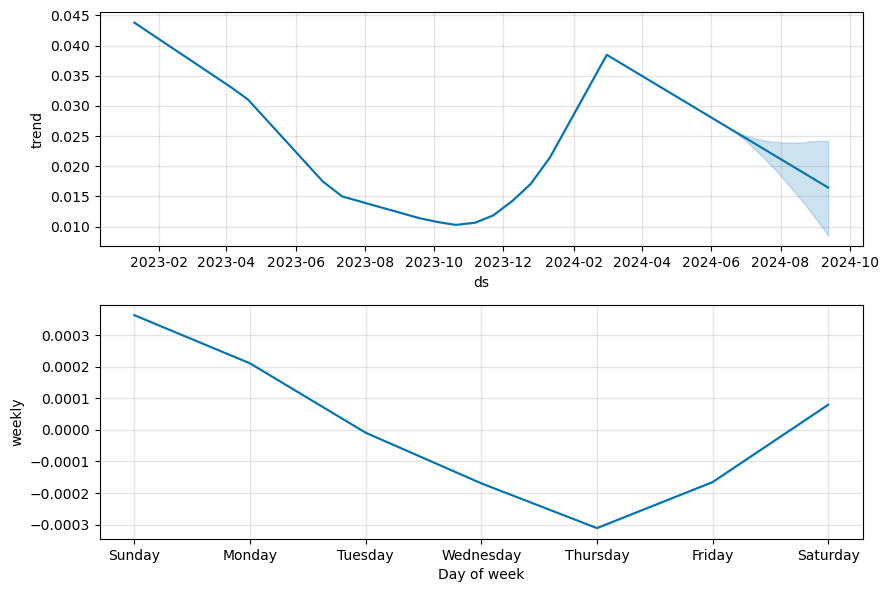 0.045
0.040
0.035
0.030
0.025
0.020
0.015
0.010
trend
2023-02 2023-04 2023-06 2023-08 2023-10 2023-12 2024-02 2024-04 2024-06 2024-08 2024-10
ds
0.0003
0.0002
0.0001
0.0000
−0.0001
−0.0002
−0.0003
weekly
Sunday Monday Tuesday Wednesday Thursday Friday Saturday
Day of week